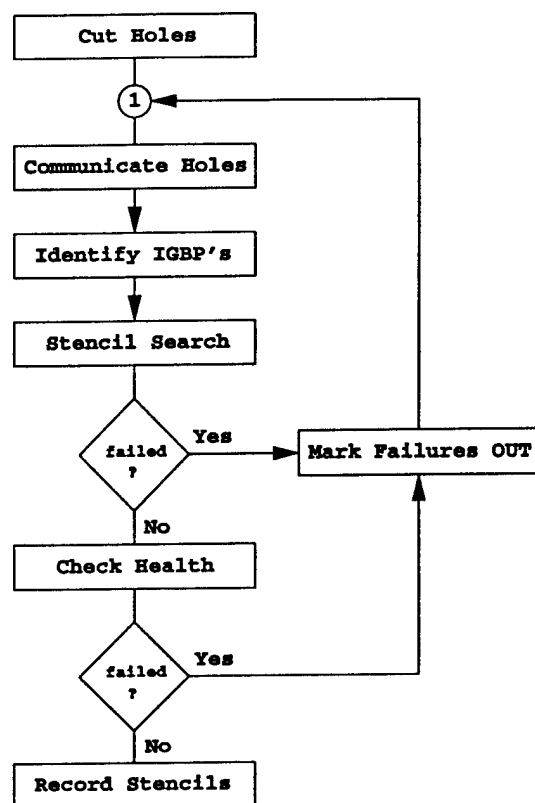 Cut Holes
1
Communicate Holes
Identify IGBP's
Stencil Search
failed
?
Yes
Mark Failures OUT
No
Check Health
failed
?
Yes
No
Record Stencils